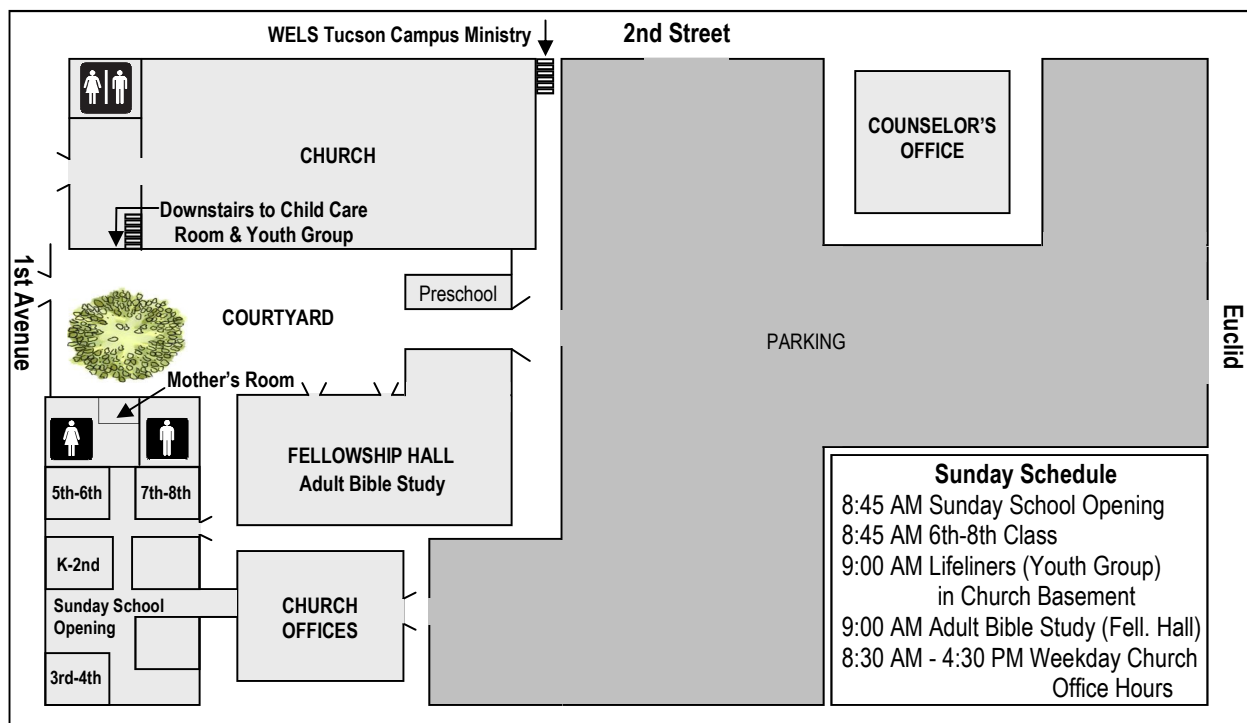 WELS Tucson Campus Ministry
2nd Street
COUNSELOR'S
OFFICE
CHURCH
Downstairs to Child Care
Room & Youth Group
1st Avenue
Preschool
COURTYARD
PARKING
Euclid
Mother's Room
FELLOWSHIP HALL
Adult Bible Study
5th-6th
7th-8th
K-2nd
Sunday School
Opening
3rd-4th
CHURCH
OFFICES
Sunday Schedule
8:45 AM Sunday School Opening
8:45 AM 6th-8th Class
9:00 AM Lifeliners (Youth Group)
in Church Basement
9:00 AM Adult Bible Study (Fell. Hall)
8:30 AM - 4:30 PM Weekday Church
Office Hours